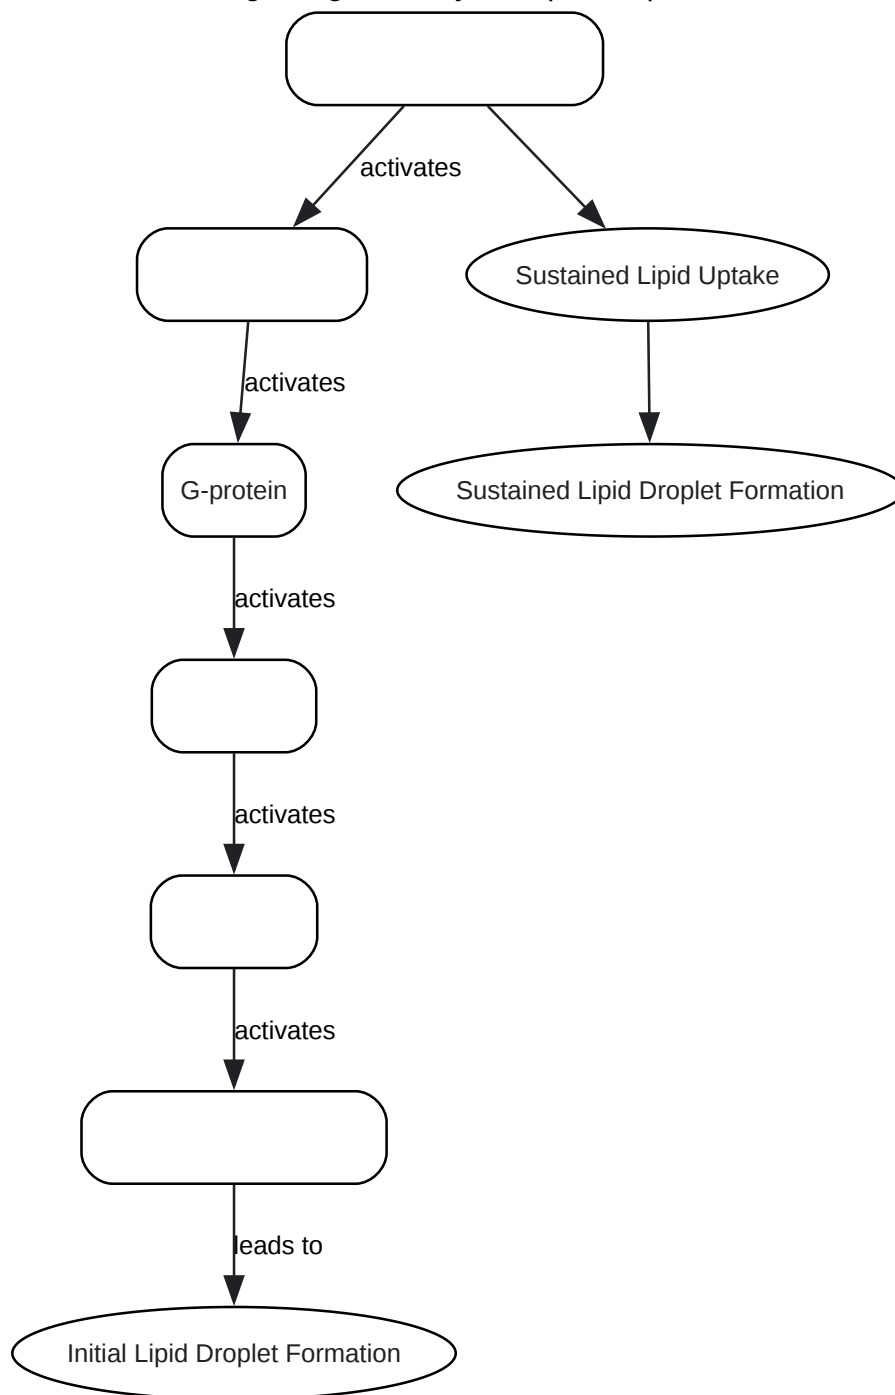 activates
Sustained Lipid Uptake
activates
G-protein
Sustained Lipid Droplet Formation
activates
activates
activates
leads to
Initial Lipid Droplet Formation